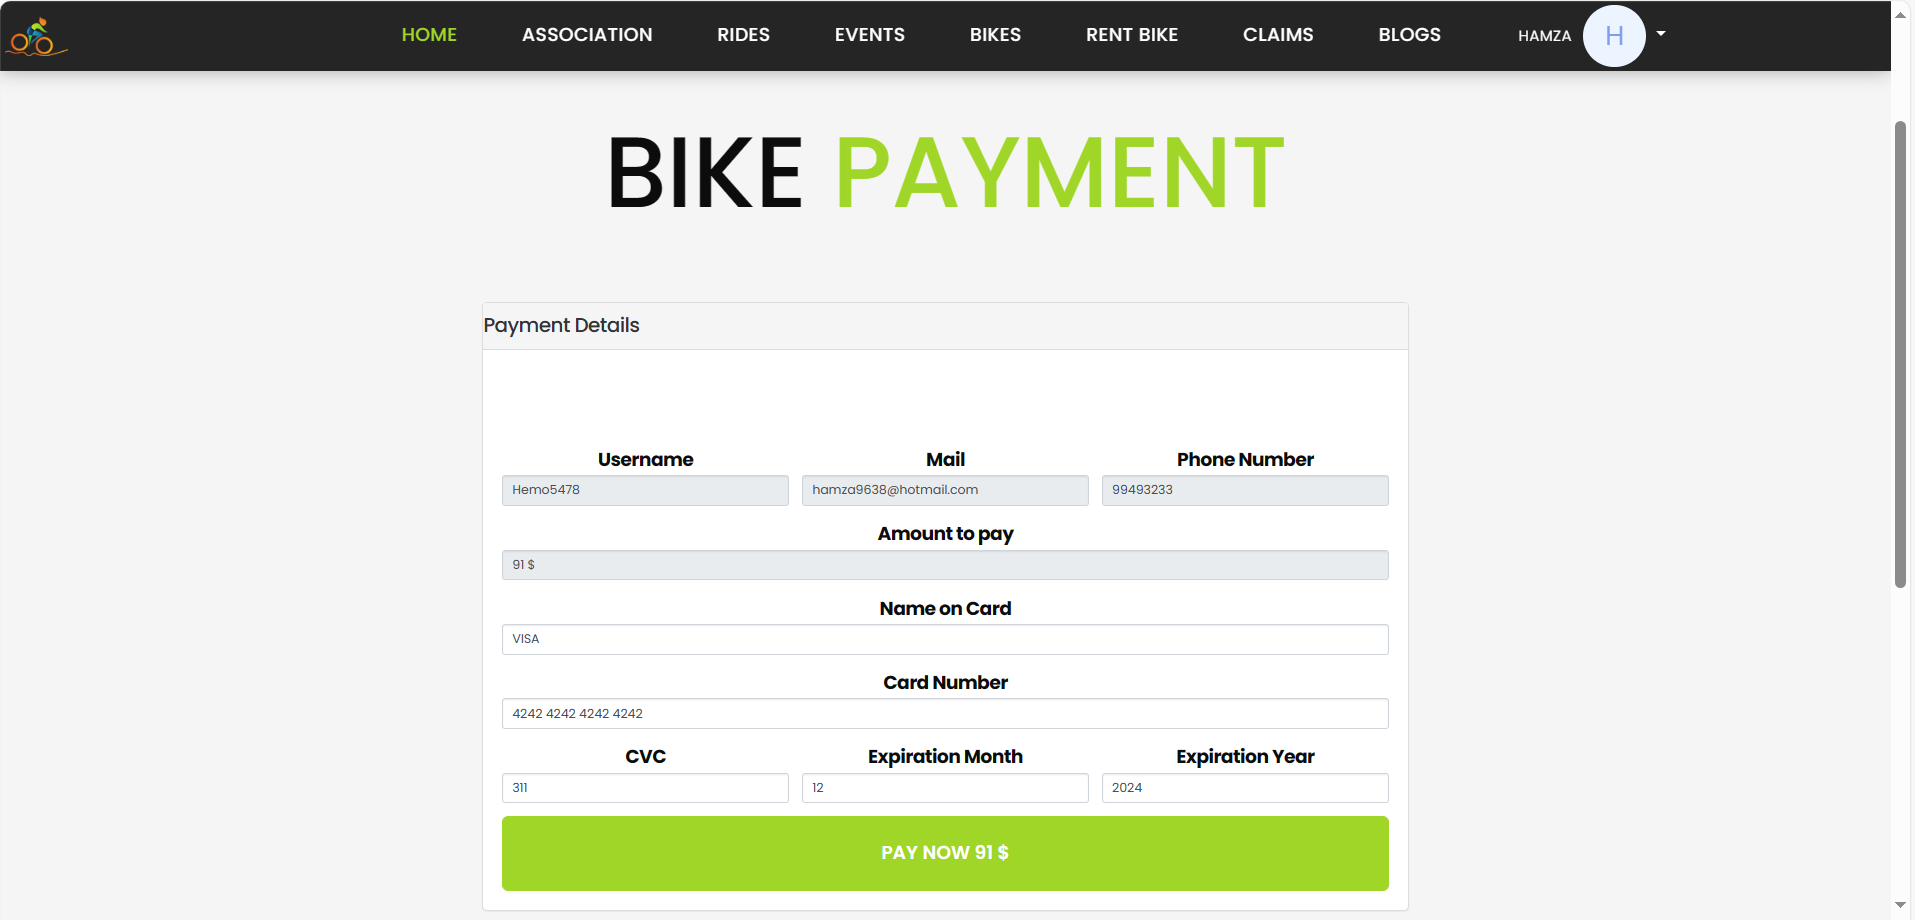 HOME ASSOCIATION RIDES EVENTS BIKES RENT BIKE CLAIMS BLOGS HAMZA H
BIKE PAYMENT
Payment Details
Username Mail Phone Number
Hemo5478 hamza9638@hotmail.com 99493233
Amount to pay
91 $
Name on Card
VISA
Card Number
4242 4242 4242 4242
CVC Expiration Month Expiration Year
311 12 2024
PAY NOW 91 $